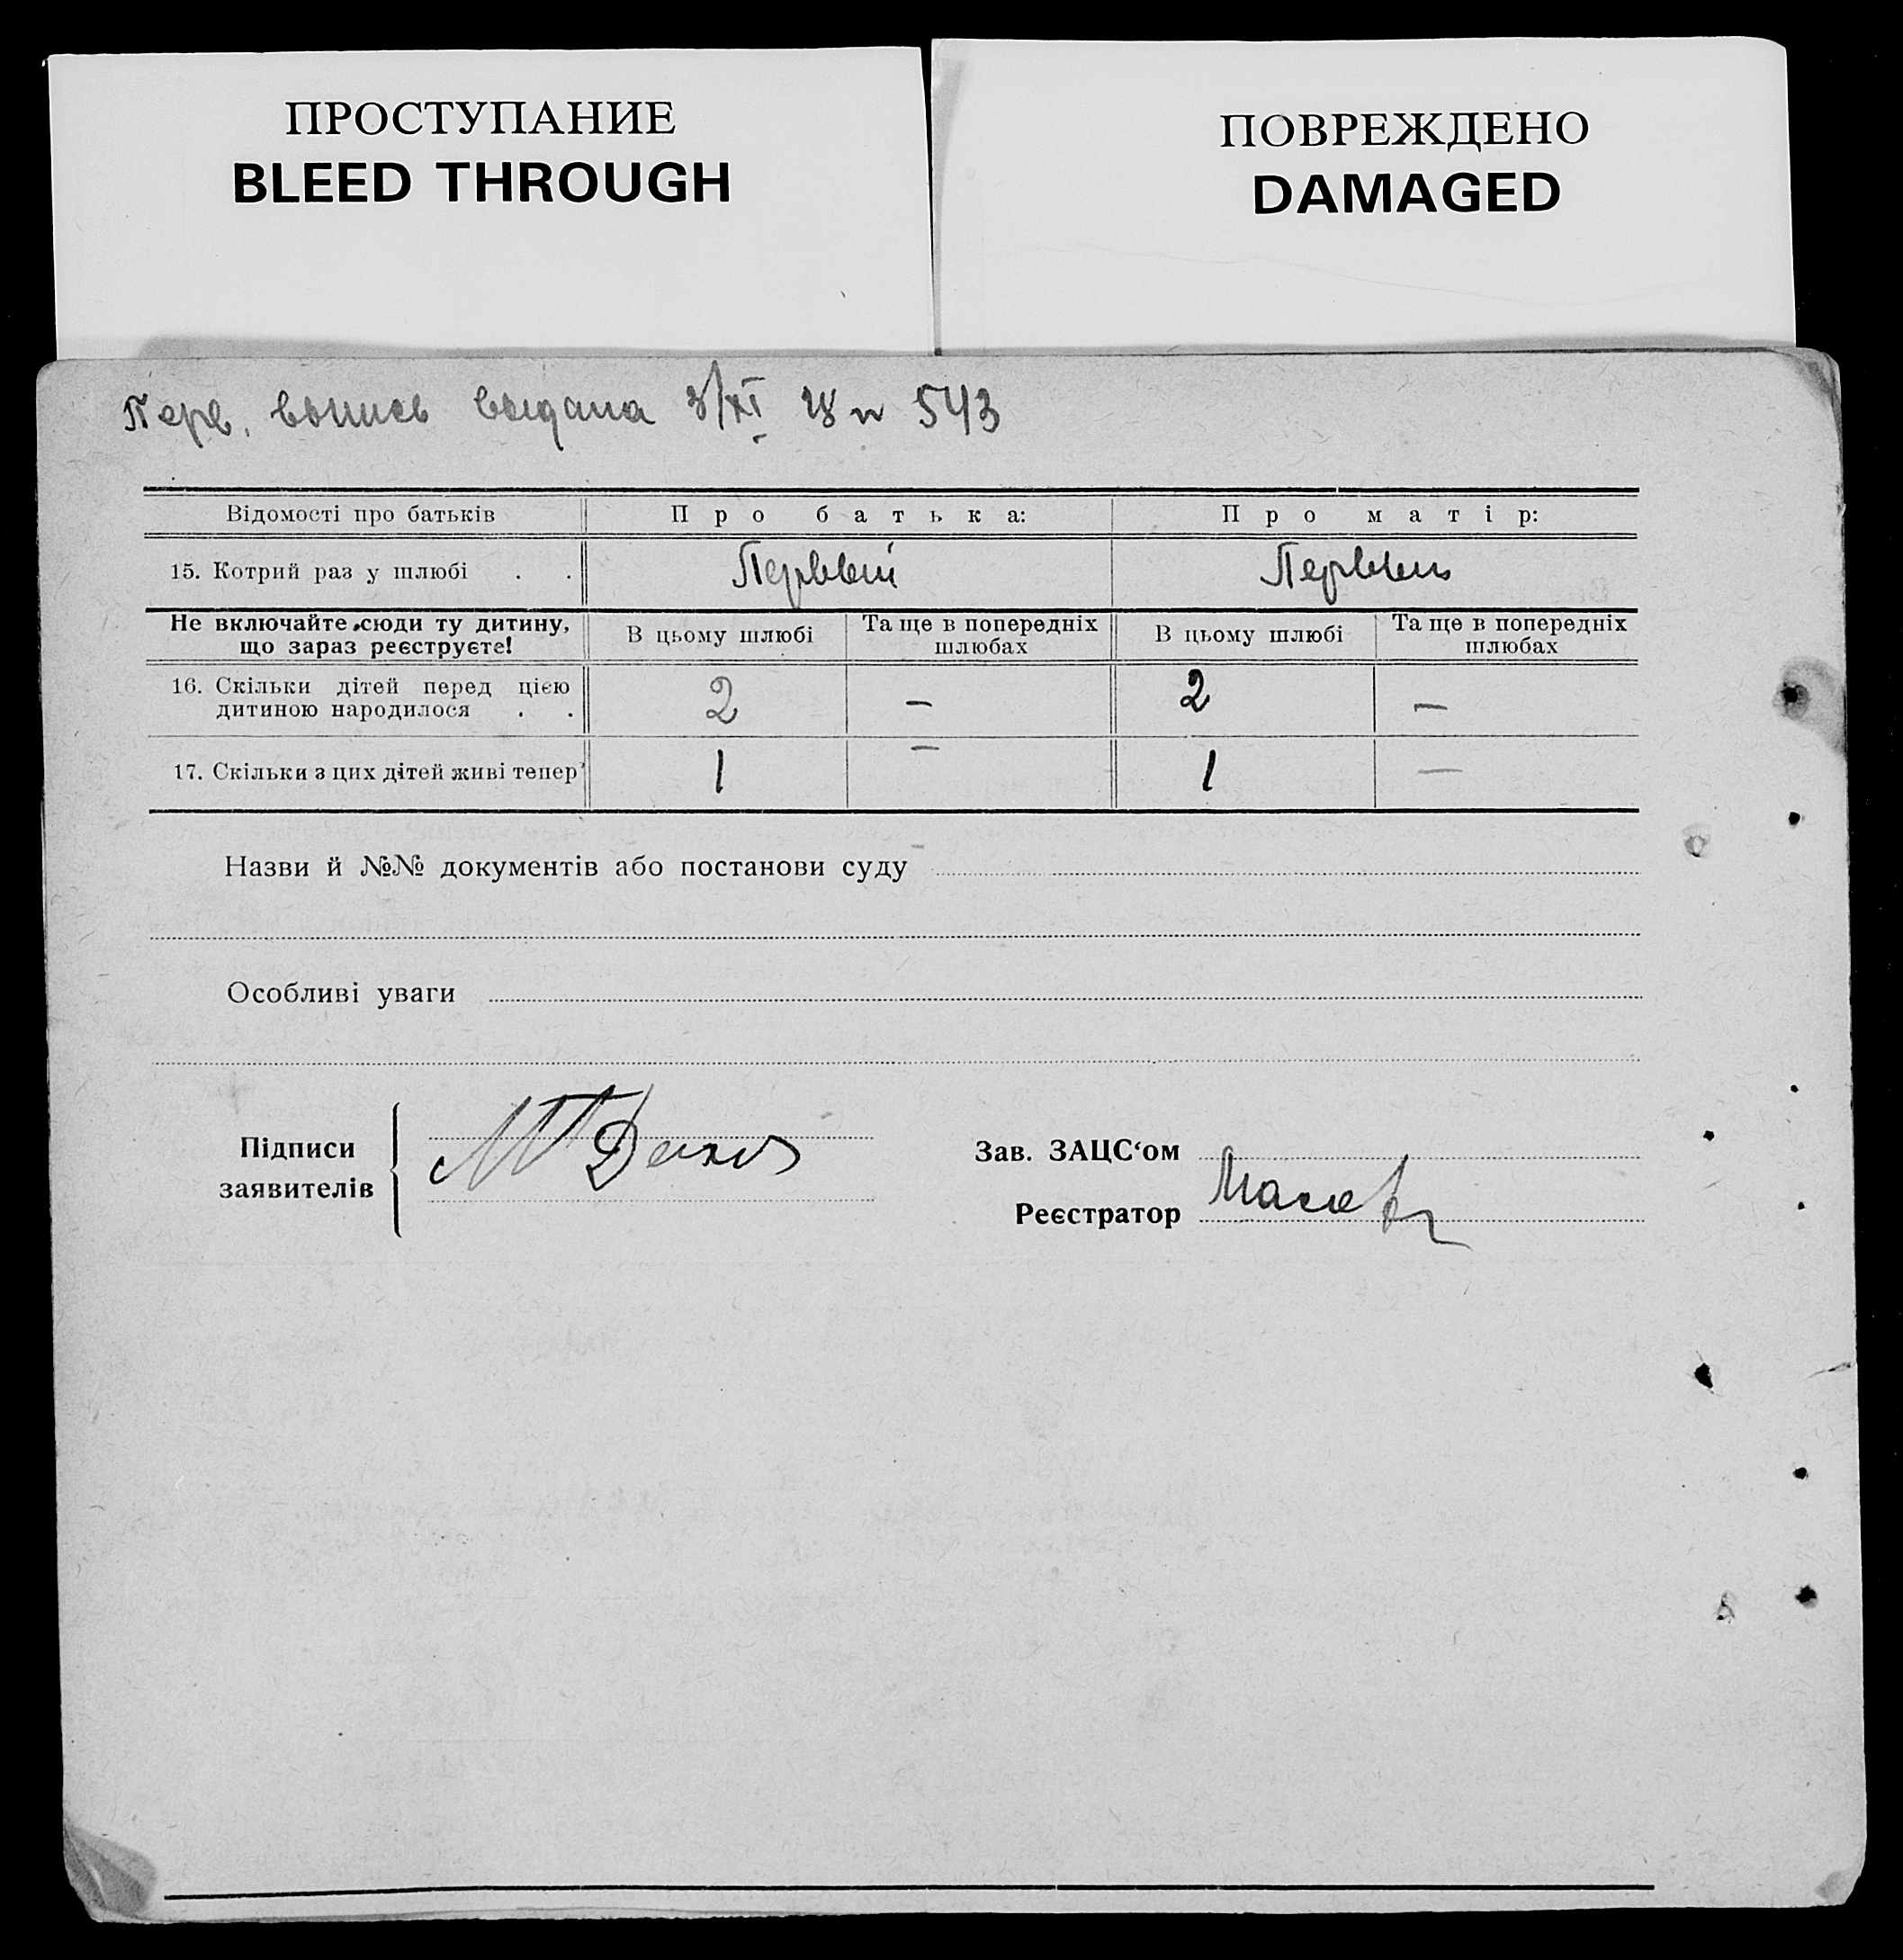 ПРОСТУПАНИЕ
BLEED THROUGH
ПОВРЕЖДЕНО
DAMAGED
Перв. выпись выдана 3/XI 28 n 543
Відомості про батьків Про батька: Про матір:
15. Котрий раз у шлюбі . . Первый Первый
Не включайте сюди ту дитину, що зараз реєструєте! В цьому шлюбі Та ще в попередніх шлюбах В цьому шлюбі Та ще в попередніх шлюбах
16. Скільки дітей перед цією дитиною народилося . . 2 — 2 —
17. Скільки з цих дітей живі тепер 1 — 1 —
Назви й №№ документів або постанови суду
Особливі уваги
Підписи заявителів
Зав. ЗАЦС‘ом
Реєстратор